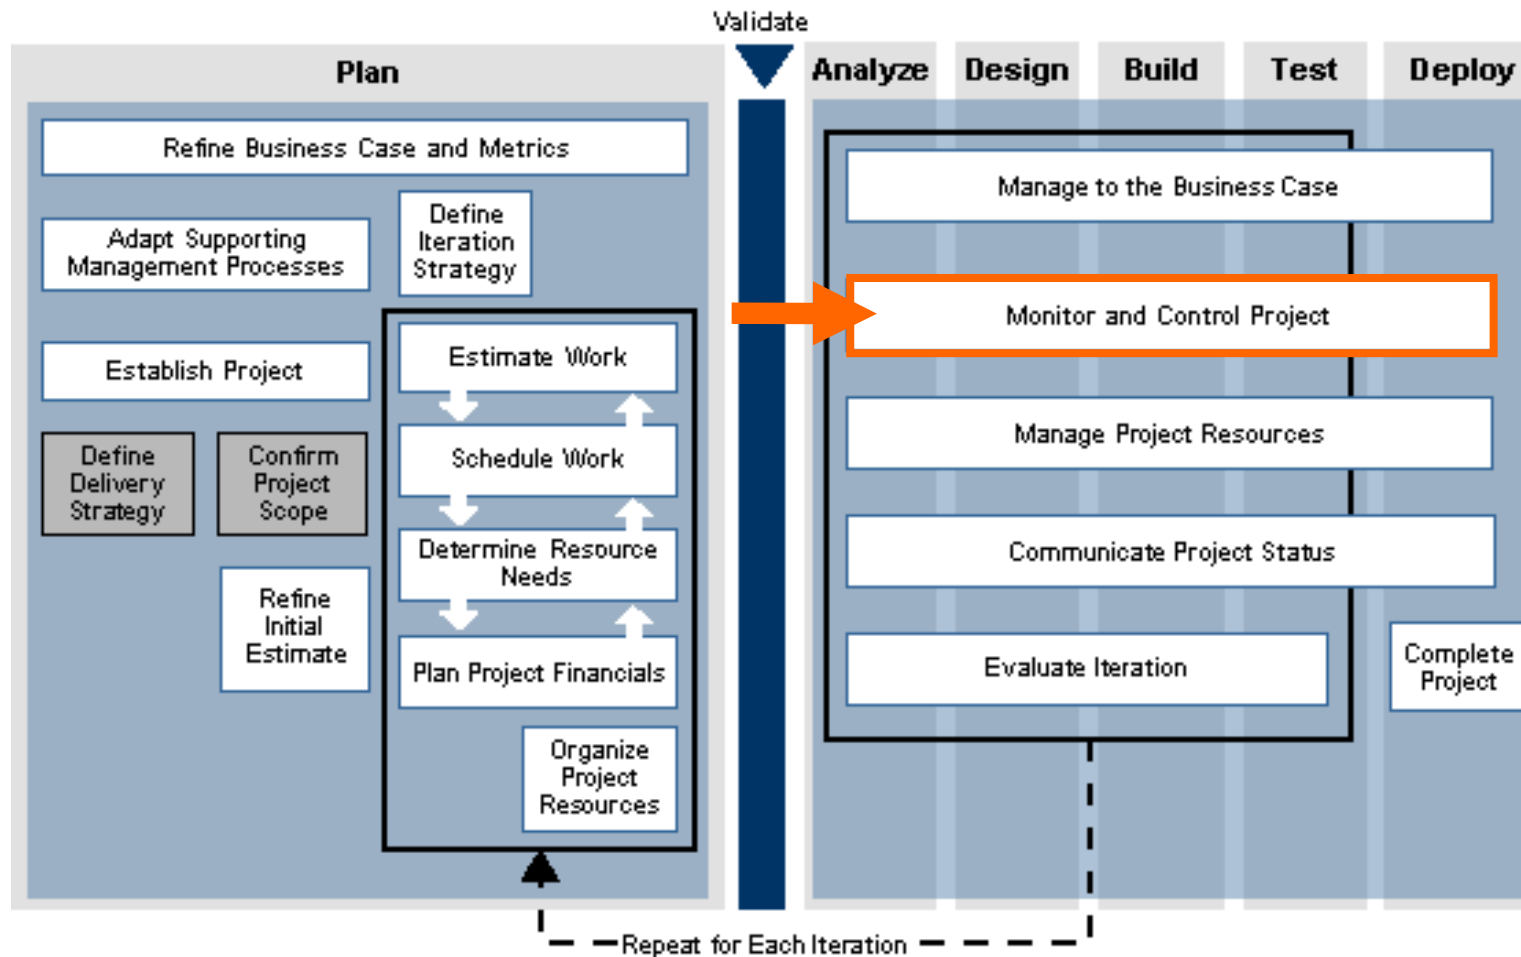 Validate
Plan
Refine Business Case and Metrics
Adapt Supporting
Management Processes
Define
Iteration
Strategy
Establish Project
Define
Delivery
Strategy
Confirm
Project
Scope
Refine
Initial
Estimate
Estimate Work
Schedule Work
Determine Resource
Needs
Plan Project Financials
Organize
Project
Resources
Analyze
Design
Build
Test
Deploy
Manage to the Business Case
Monitor and Control Project
Manage Project Resources
Communicate Project Status
Evaluate Iteration
Complete
Project
Repeat for Each Iteration